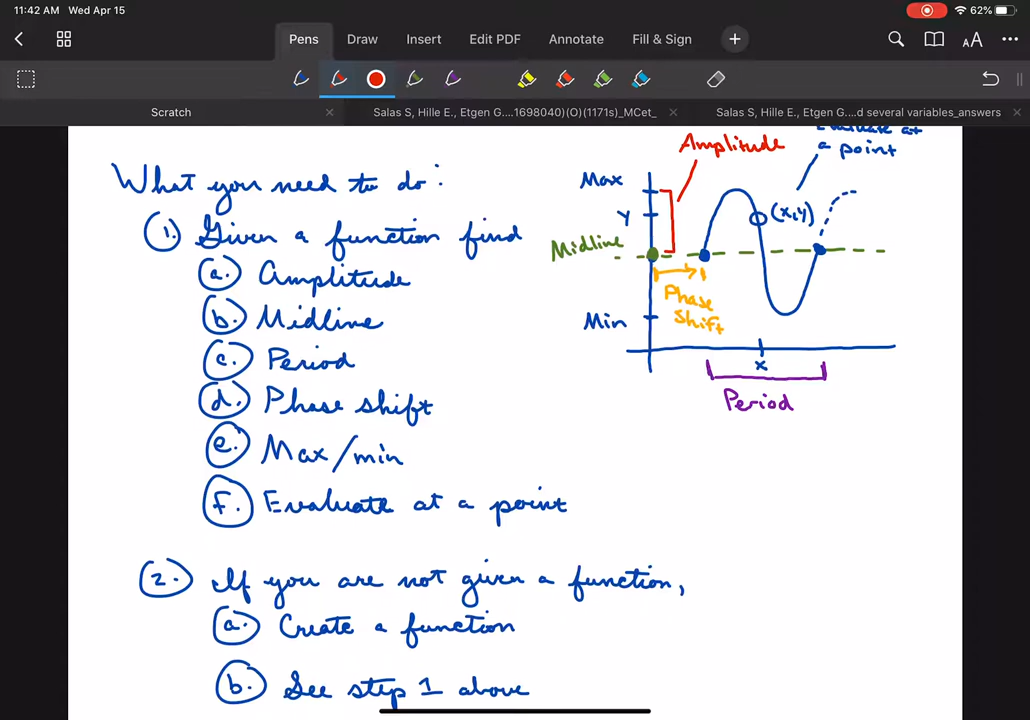 11:42 AM Wed Apr 15
62%
Pens Draw Insert Edit PDF Annotate Fill & Sign
AA
Scratch
Salas S, Hille E., Etgen G....1698040)(O)(1171s)_MCet_
Salas S, Hille E., Etgen G....d several variables_answers
What you need to do:
1. Given a function find
a. Amplitude
b. Midline
c. Period
d. Phase shift
e. Max/min
f. Evaluate at a point
2. If you are not given a function,
a. Create a function
b. See step 1 above
Evaluate at
a point
Amplitude
Max
Y
(x,y)
Midline
Phase
shift
Min
x
Period